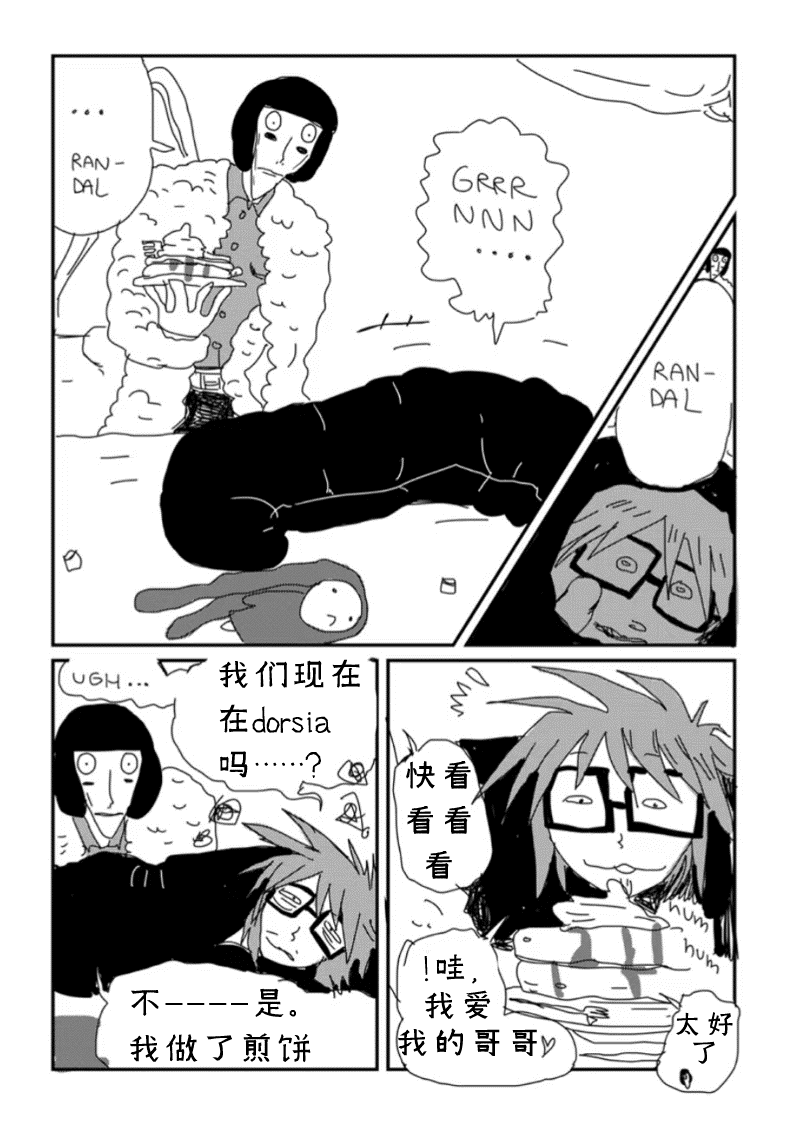 ...
RAN-
DAL
GRRR
NNN
....
RAN-
DAL
UGH...
我们现在
在dorsia
吗……?
不----是。
我做了煎饼
快看
看看
看
!哇,
我爱
我的哥哥♡
hum
hum
太好
了